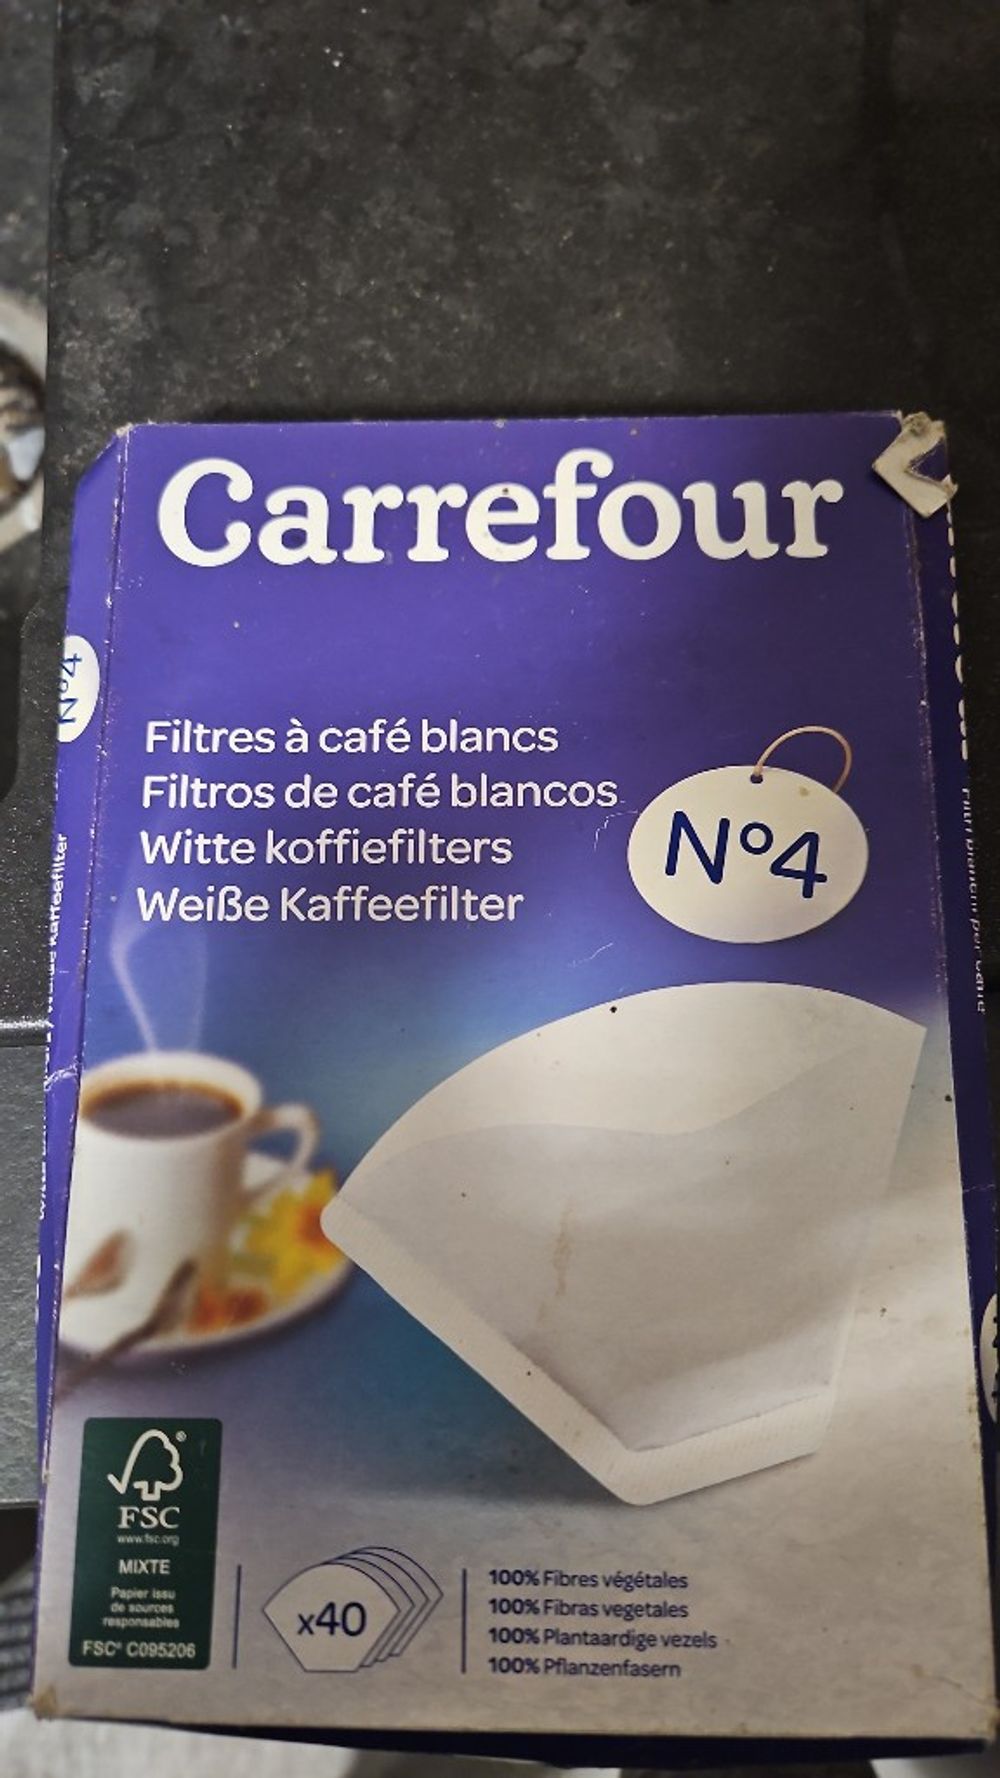 Carrefour
Filtres à café blancs
Filtros de café blancos
Witte koffiefilters
Weiße Kaffeefilter
N°4
N°4
Weiße Kaffeefilter
FSC®
www.fsc.org
MIXTE
Papier issu
de sources
responsables
FSC® C095206
x40
100% Fibres végétales
100% Fibras vegetales
100% Plantaardige vezels
100% Pflanzenfasern